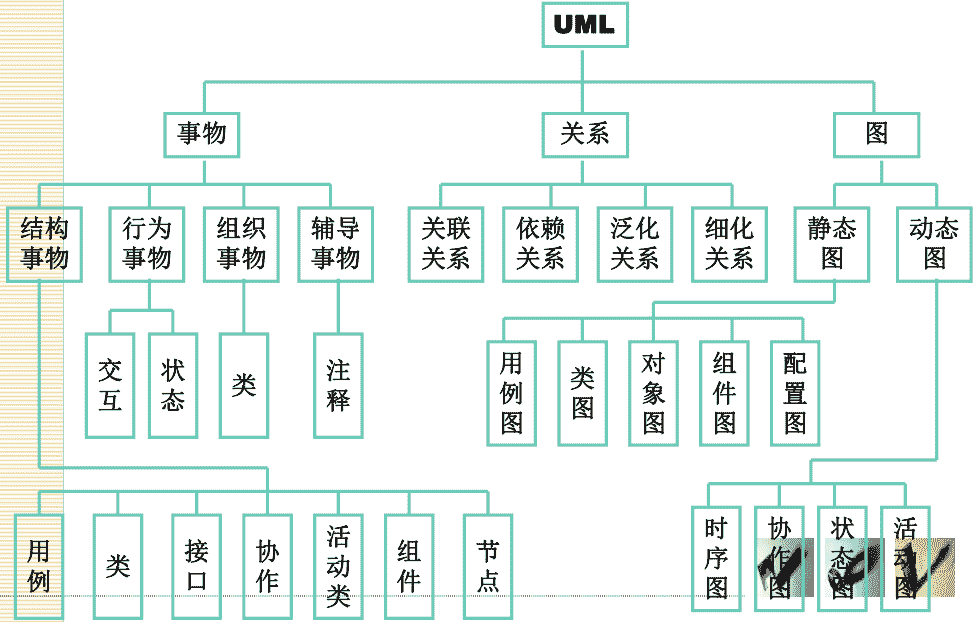 UML
事物
关系
图
结构
事物
行为
事物
组织
事物
辅导
事物
关联
关系
依赖
关系
泛化
关系
细化
关系
静态
图
动态
图
交互
状态
类
注释
用例图
类图
对象图
组件图
配置图
用例
类
接口
协作
活动类
组件
节点
时序图
协作图
状态图
活动图